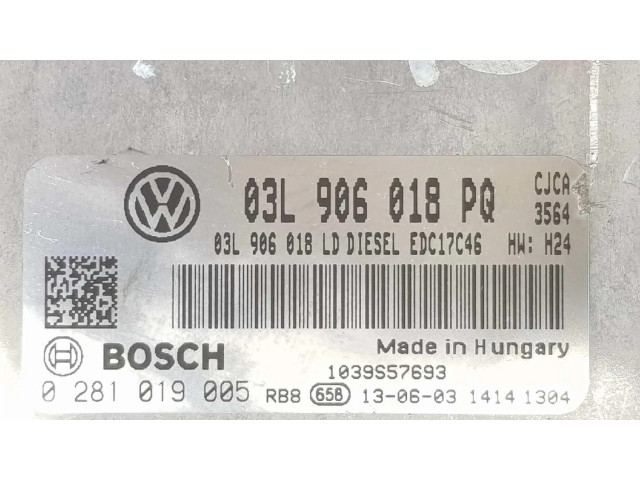 03L 906 018 PQ CJCA
3564
03L 906 018 LD DIESEL EDC17C46 HW: H24
BOSCH Made in Hungary
1039S57693
0 281 019 005 RB8 658 13-06-03 1414 1304